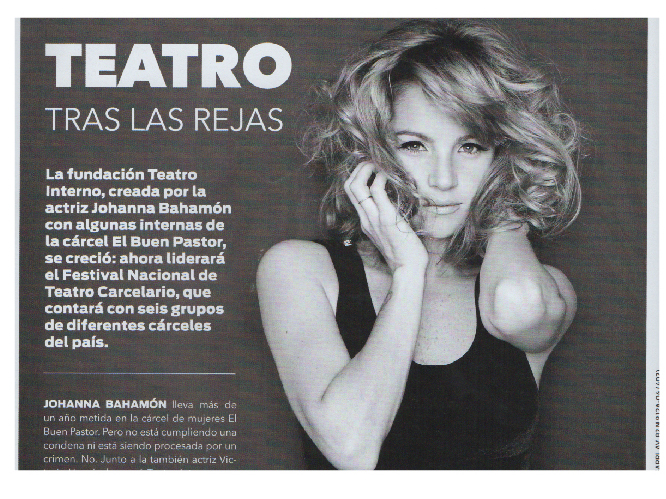 TEATRO
TRAS LAS REJAS
La fundación Teatro
Interno, creada por la
actriz Johanna Bahamón
con algunas internas de
la cárcel El Buen Pastor,
se creció: ahora liderará
el Festival Nacional de
Teatro Carcelario, que
contará con seis grupos
de diferentes cárceles
del país.
JOHANNA BAHAMÓN lleva más de
un año metida en la cárcel de mujeres El
Buen Pastor. Pero no está cumpliendo una
condena ni está siendo procesada por un
crimen. No. Junto a la también actriz Vic-